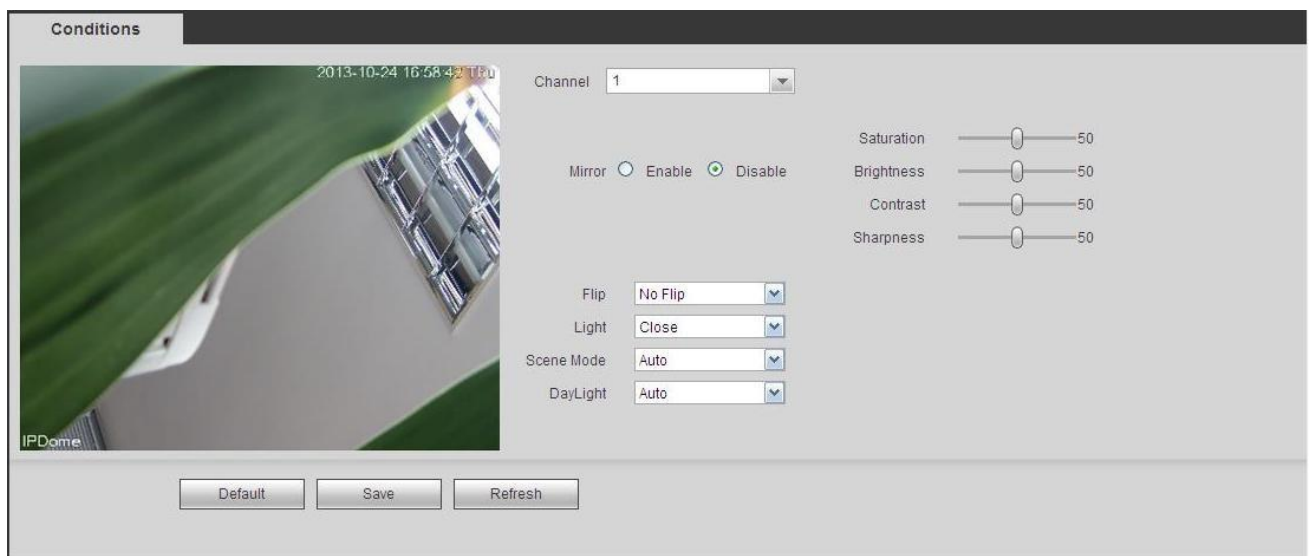 Conditions
2013-10-24 16:58:42 Thu
IPDome
Channel 1
Mirror Enable Disable
Saturation 50
Brightness 50
Contrast 50
Sharpness 50
Flip No Flip
Light Close
Scene Mode Auto
DayLight Auto
Default Save Refresh